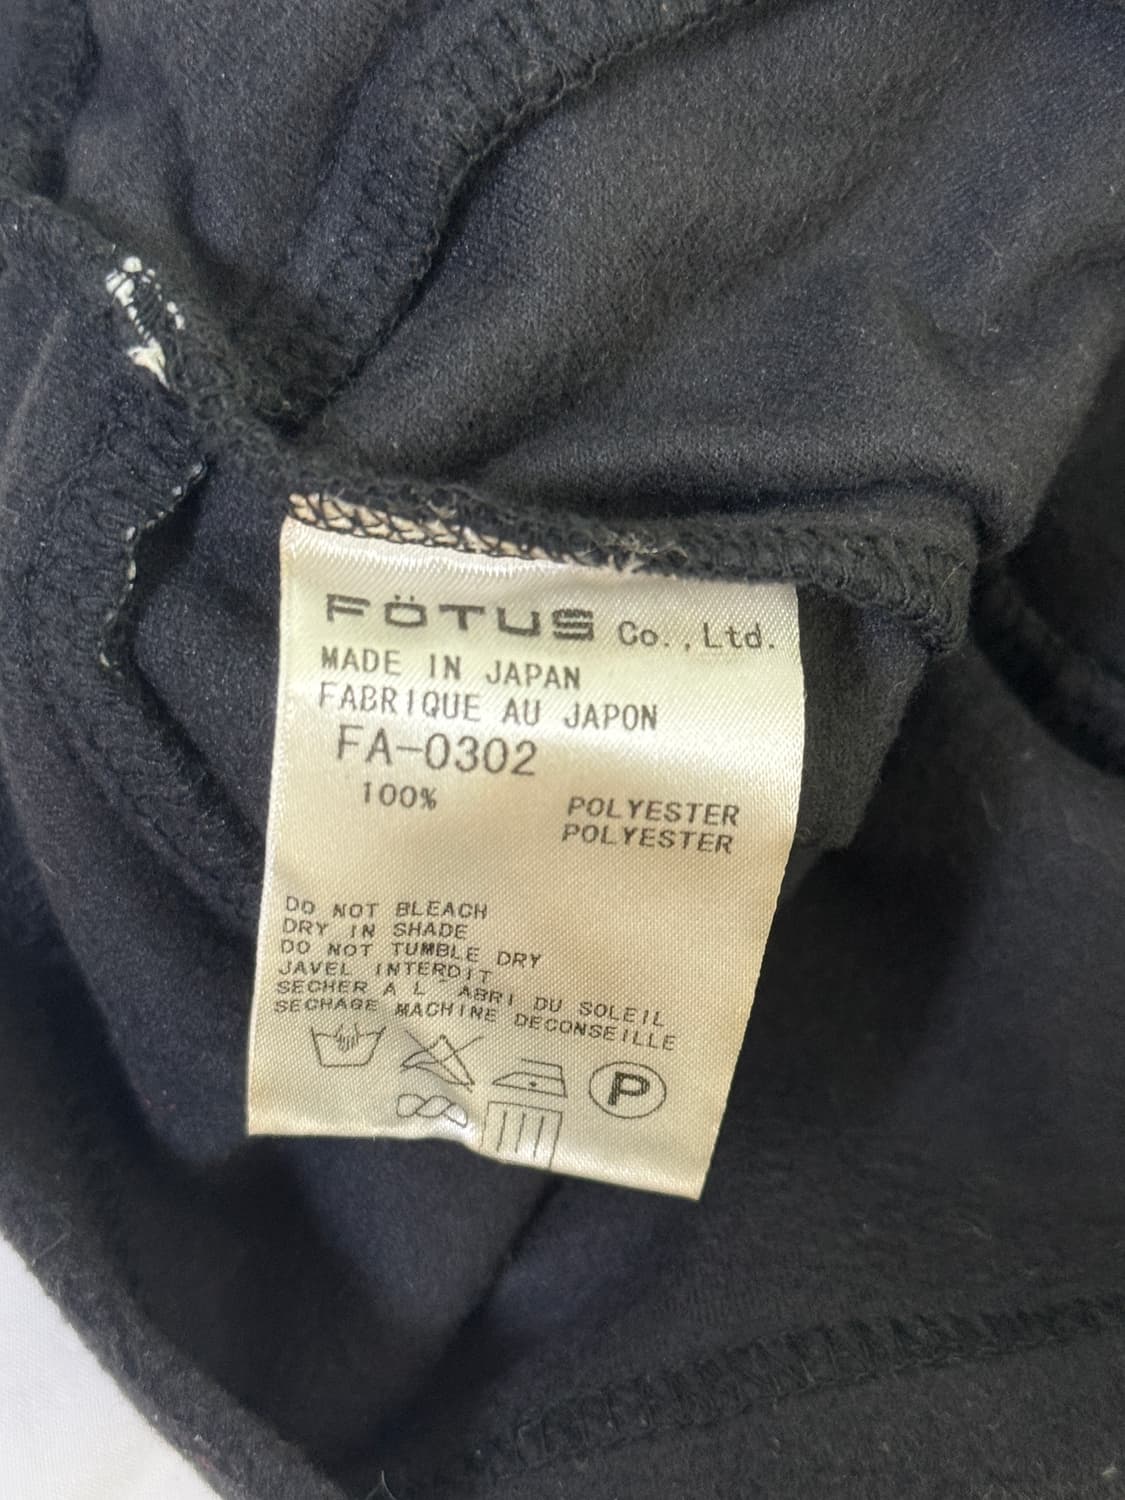 FÖTUS Co.,Ltd.
MADE IN JAPAN
FABRIQUE AU JAPON
FA-0302
100% POLYESTER
POLYESTER
DO NOT BLEACH
DRY IN SHADE
DO NOT TUMBLE DRY
JAVEL INTERDIT
SECHER A L'ABRI DU SOLEIL
SECHAGE MACHINE DECONSEILLE
P